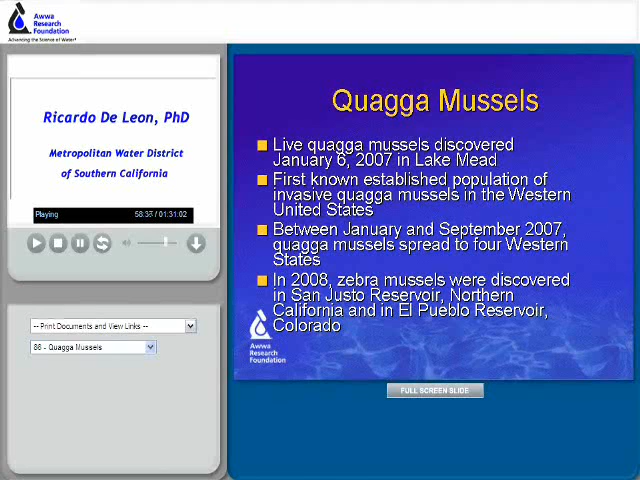 Awwa
Research
Foundation
Advancing the Science of Water®
Ricardo De Leon, PhD
Metropolitan Water District
of Southern California
Playing
58:37 / 01:31:02
-- Print Documents and View Links --
86 - Quagga Mussels
Quagga Mussels
Live quagga mussels discovered
January 6, 2007 in Lake Mead
First known established population of
invasive quagga mussels in the Western
United States
Between January and September 2007,
quagga mussels spread to four Western
States
In 2008, zebra mussels were discovered
in San Justo Reservoir, Northern
California and in El Pueblo Reservoir,
Colorado
Awwa
Research
Foundation
FULL SCREEN SLIDE